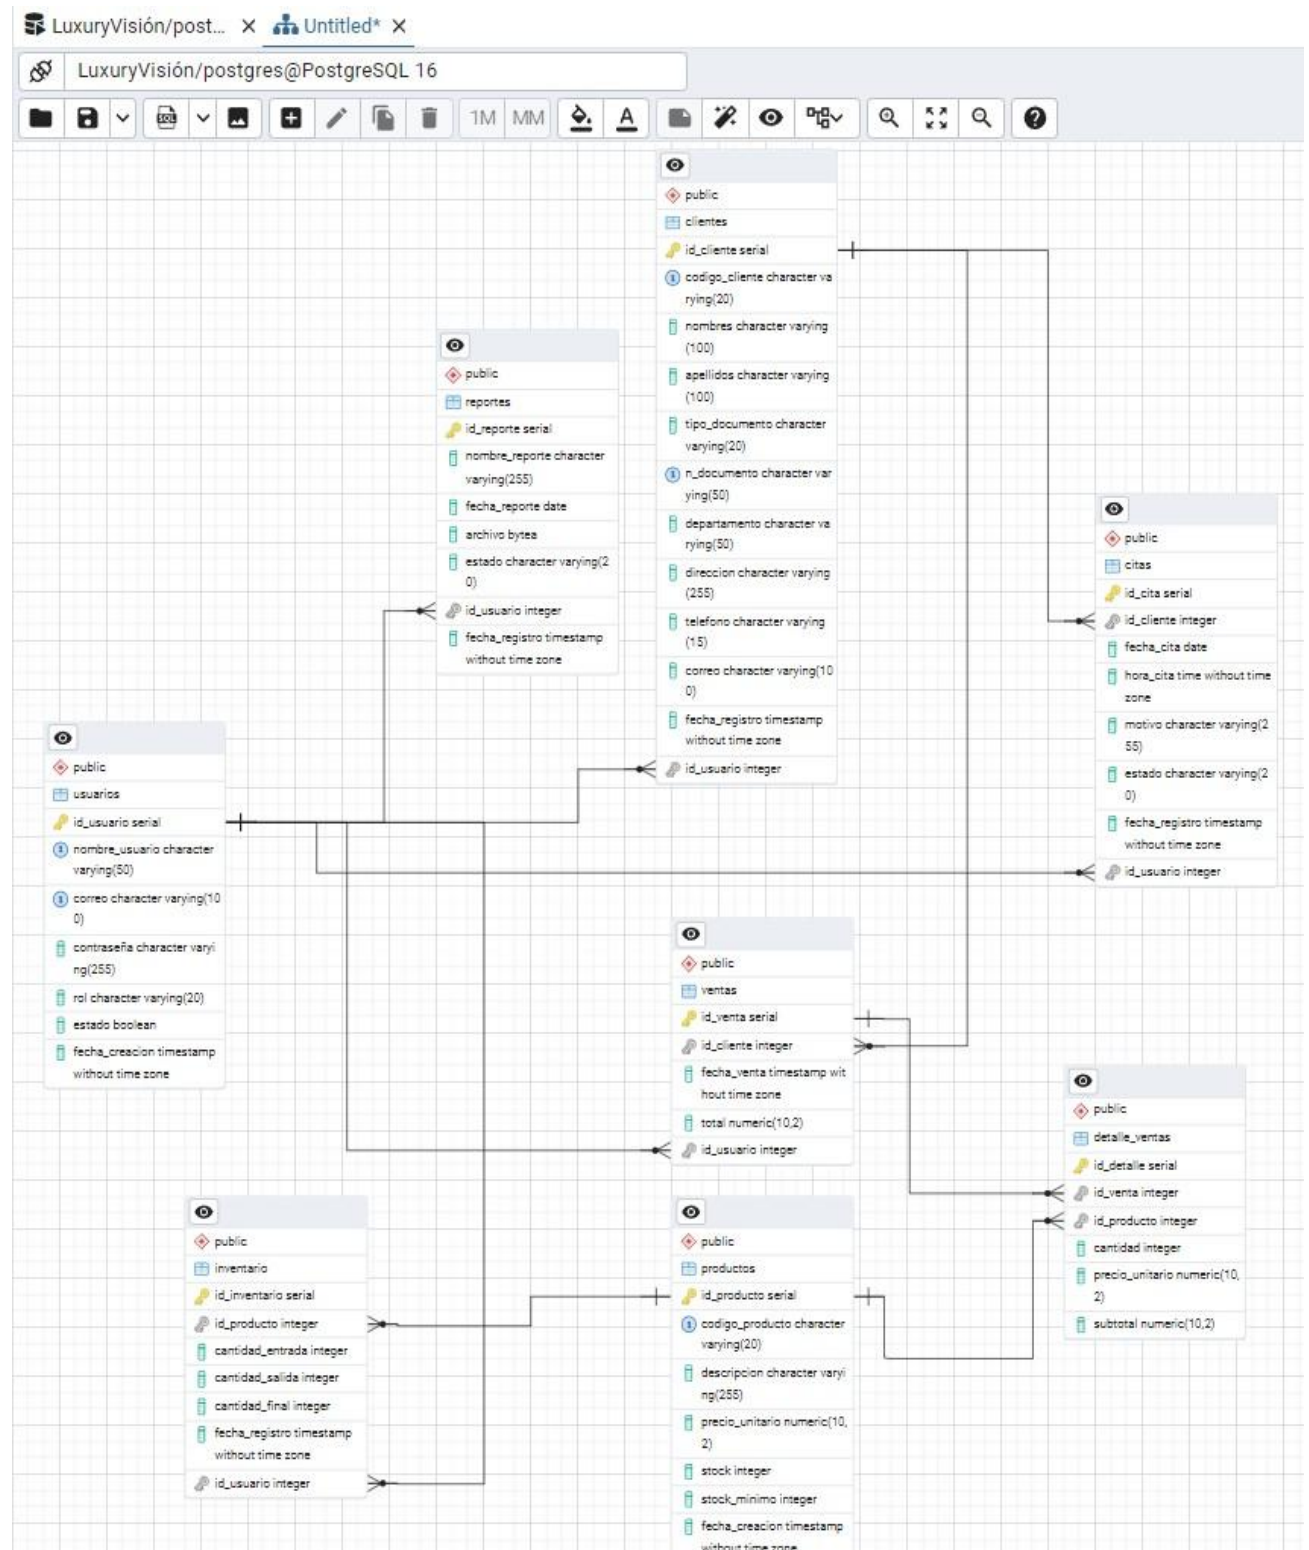 LuxuryVisión/post...
Untitled*
LuxuryVisión/postgres@PostgreSQL 16
SQL
1M
MM
A
public
clientes
id_cliente serial
codigo_cliente character va
rying(20)
nombres character varying
(100)
apellidos character varying
(100)
tipo_documento character
varying(20)
n_documento character var
ying(50)
departamento character va
rying(50)
direccion character varying
(255)
telefono character varying
(15)
correo character varying(10
0)
fecha_registro timestamp
without time zone
id_usuario integer
public
reportes
id_reporte serial
nombre_reporte character
varying(255)
fecha_reporte date
archivo bytea
estado character varying(2
0)
id_usuario integer
fecha_registro timestamp
without time zone
public
citas
id_cita serial
id_cliente integer
fecha_cita date
hora_cita time without time
zone
motivo character varying(2
55)
estado character varying(2
0)
fecha_registro timestamp
without time zone
id_usuario integer
public
usuarios
id_usuario serial
nombre_usuario character
varying(50)
correo character varying(10
0)
contraseña character varyi
ng(255)
rol character varying(20)
estado boolean
fecha_creacion timestamp
without time zone
public
ventas
id_venta serial
id_cliente integer
fecha_venta timestamp wit
hout time zone
total numeric(10,2)
id_usuario integer
public
detalle_ventas
id_detalle serial
id_venta integer
id_producto integer
cantidad integer
precio_unitario numeric(10,
2)
subtotal numeric(10,2)
public
inventario
id_inventario serial
id_producto integer
cantidad_entrada integer
cantidad_salida integer
cantidad_final integer
fecha_registro timestamp
without time zone
id_usuario integer
public
productos
id_producto serial
codigo_producto character
varying(20)
descripcion character varyi
ng(255)
precio_unitario numeric(10,
2)
stock integer
stock_minimo integer
fecha_creacion timestamp
without time zone